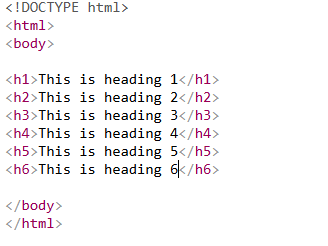 <!DOCTYPE html>
<html>
<body>
<h1>This is heading 1</h1>
<h2>This is heading 2</h2>
<h3>This is heading 3</h3>
<h4>This is heading 4</h4>
<h5>This is heading 5</h5>
<h6>This is heading 6</h6>
</body>
</html>